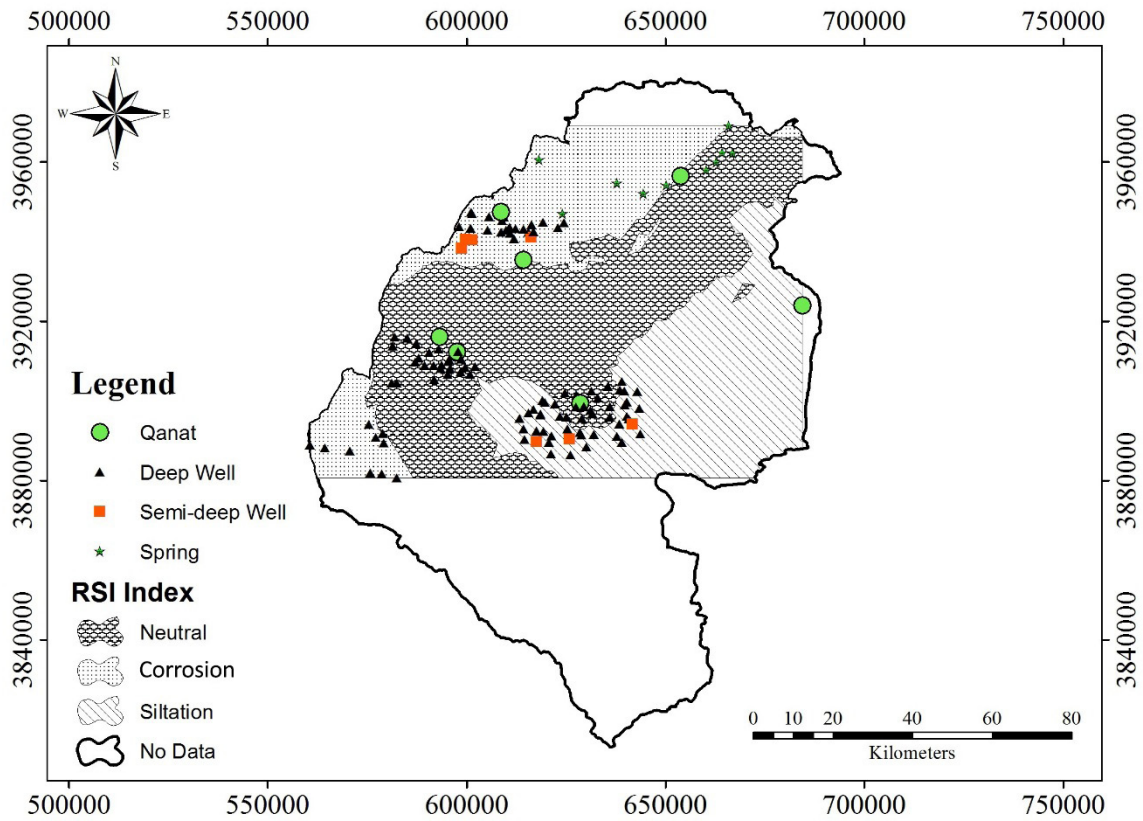 500000 550000 600000 650000 700000 750000
N
W E
S
3960000 3960000
3920000 3920000
3880000 3880000
3840000 3840000
Legend
Qanat
Deep Well
Semi-deep Well
Spring
RSI Index
Neutral
Corrosion
Siltation
No Data
0 10 20 40 60 80
Kilometers
500000 550000 600000 650000 700000 750000